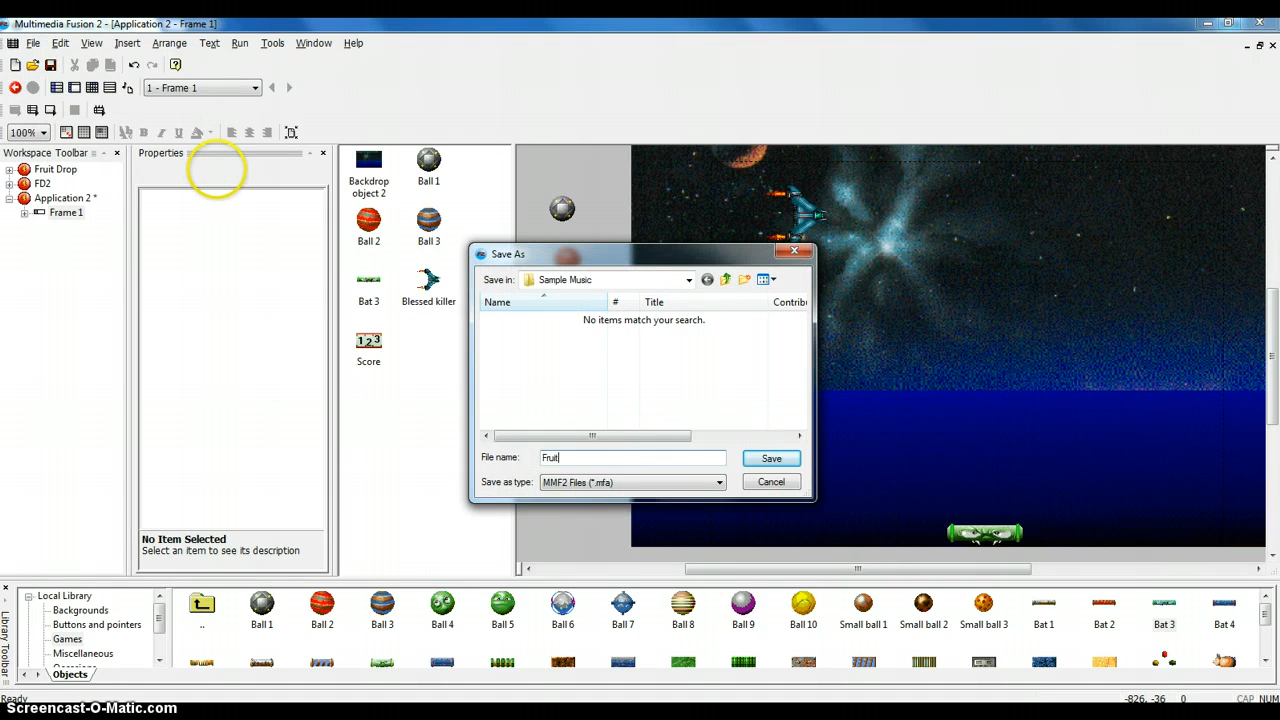 Multimedia Fusion 2 - [Application 2 - Frame 1]
File Edit View Insert Arrange Text Run Tools Window Help
1 - Frame 1
100%
Workspace Toolbar
Properties
Fruit Drop
FD2
Application 2 *
Frame 1
Backdrop object 2
Ball 1
Ball 2
Ball 3
Bat 3
Blessed killer
123
Score
Save As
Save in: Sample Music
Name # Title Contribu
No items match your search.
File name: Fruit Save
Save as type: MMF2 Files (*.mfa) Cancel
No Item Selected
Select an item to see its description
Library Toolbar
Local Library
Backgrounds
Buttons and pointers
Games
Miscellaneous
Objects
.. Ball 1 Ball 2 Ball 3 Ball 4 Ball 5 Ball 6 Ball 7 Ball 8 Ball 9 Ball 10 Small ball 1 Small ball 2 Small ball 3 Bat 1 Bat 2 Bat 3 Bat 4
Ready
-826, -36 0 CAP NUM
Screencast-O-Matic.com